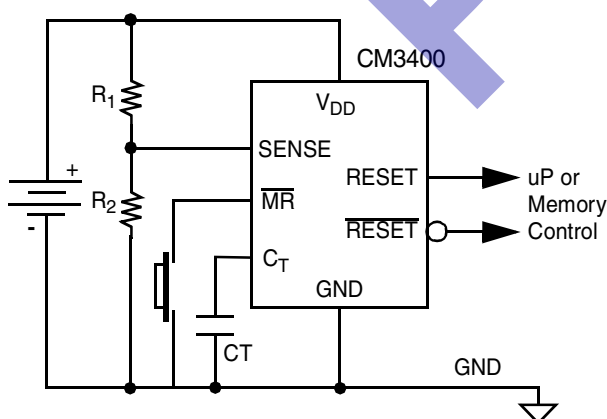 CM3400
R1
VDD
SENSE
+
RESET
uP or
Memory
Control
R2
MR
RESET
-
CT
GND
CT
GND